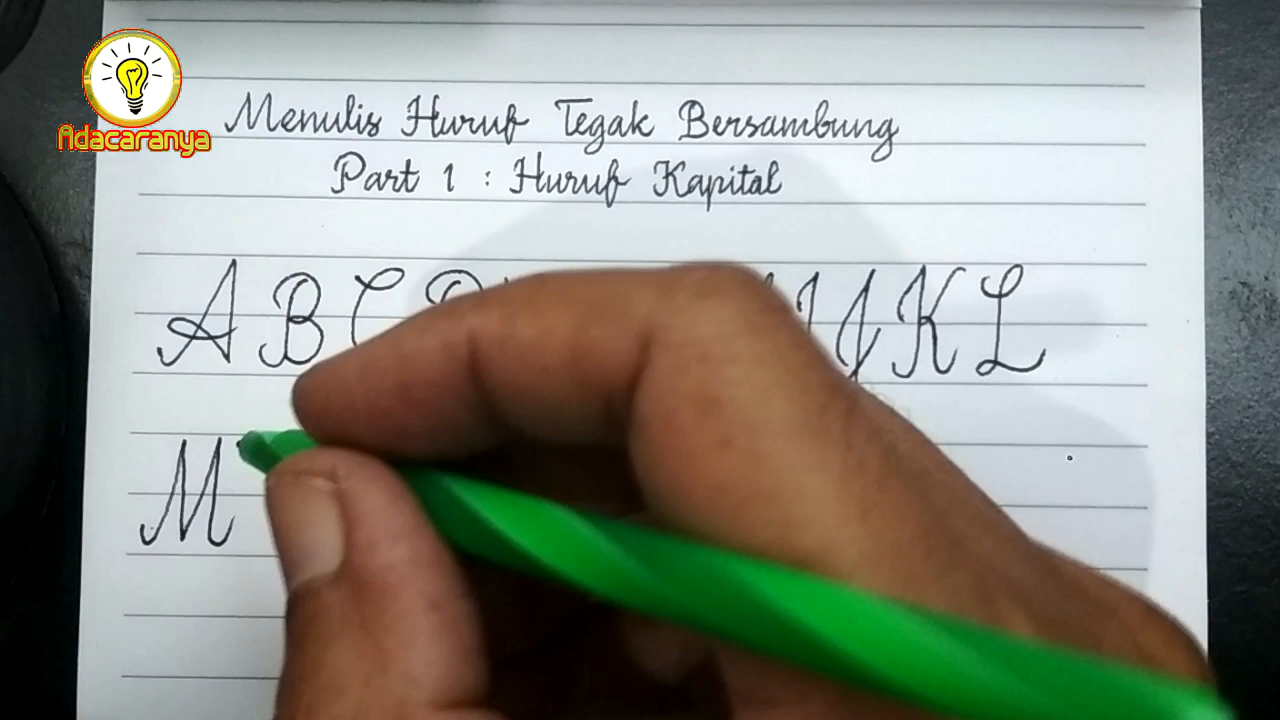 Adacaranya
Menulis Huruf Tegak Bersambung
Part 1 : Huruf Kapital
A B C D I J K L
M